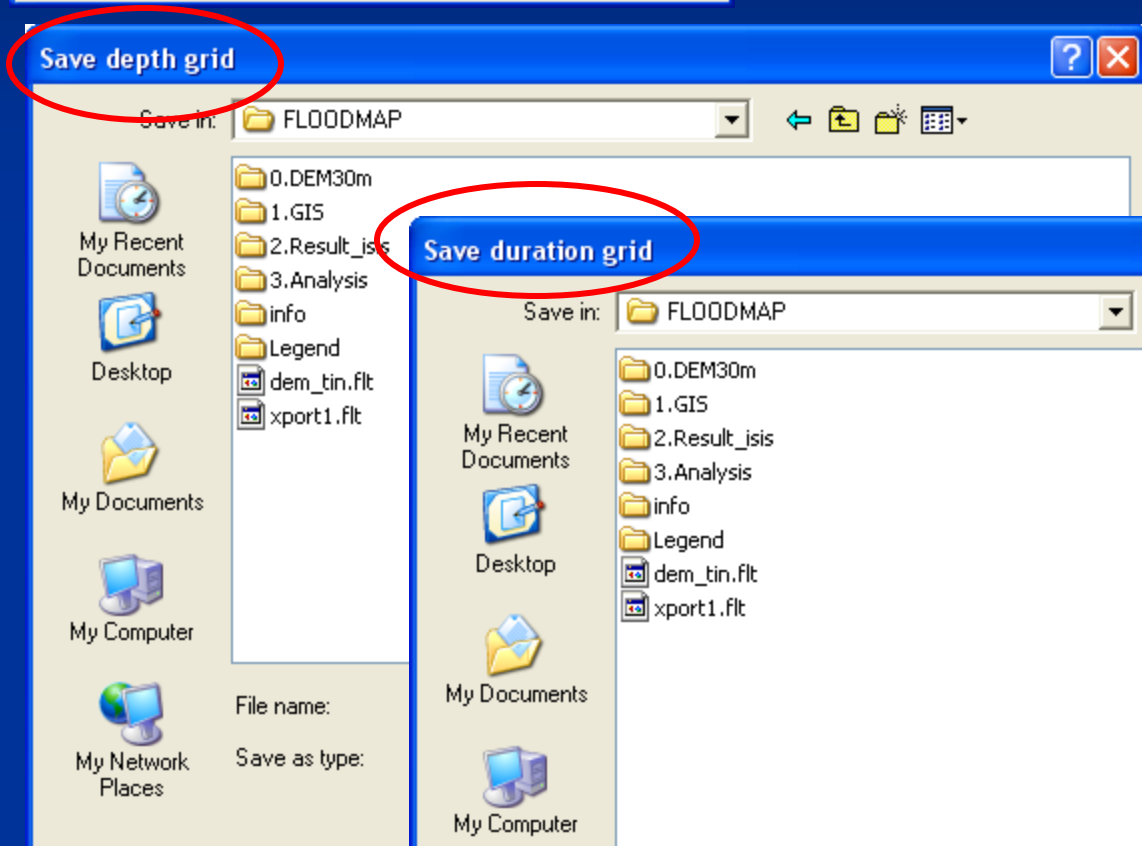 Save depth grid
Save in: FLOODMAP
My Recent
Documents
Desktop
My Documents
My Computer
My Network
Places
0.DEM30m
1.GIS
2.Result_isis
3.Analysis
info
Legend
dem_tin.flt
xport1.flt
File name:
Save as type:
Save duration grid
Save in: FLOODMAP
My Recent
Documents
Desktop
My Documents
My Computer
0.DEM30m
1.GIS
2.Result_isis
3.Analysis
info
Legend
dem_tin.flt
xport1.flt